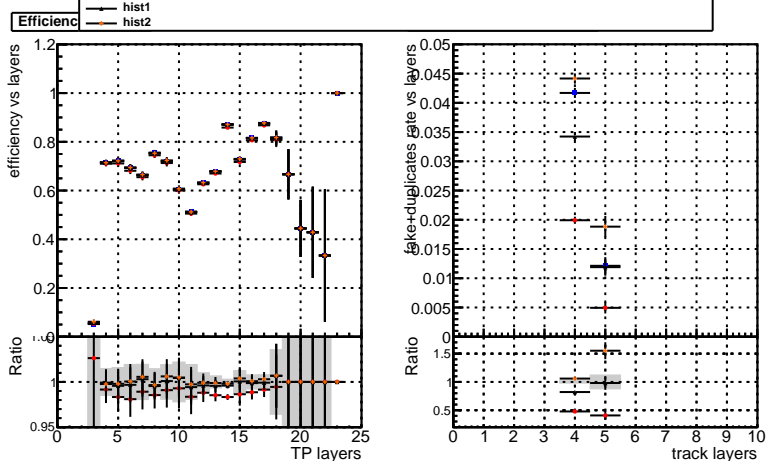 Efficienc
hist1
hist2
efficiency vs layers
1.2
1
0.8
0.6
0.4
0.2
0
Ratio
1
0.95
0 5 10 15 20 25
TP layers
fake+duplicates rate vs layers
0.05
0.045
0.04
0.035
0.03
0.025
0.02
0.015
0.01
0.005
0
Ratio
1.5
1
0.5
0 1 2 3 4 5 6 7 8 9 10
track layers